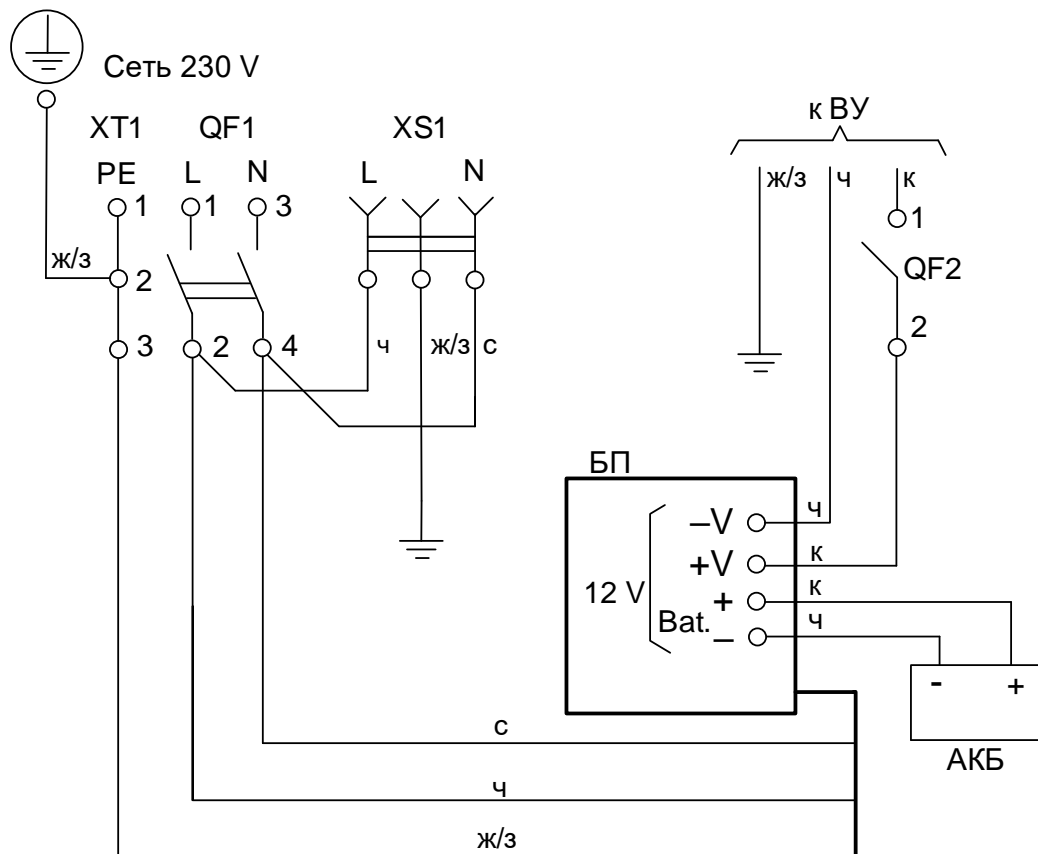 Сеть 230 V
к ВУ
XT1 QF1 XS1
PE L N L N
ж/з ч к
1 1 3
1
ж/з
2
QF2
3 2 4
ч ж/з с
2
БП
–V ч
+V к
12 V
+ к
Bat. – ч
- +
АКБ
с
ч
ж/з